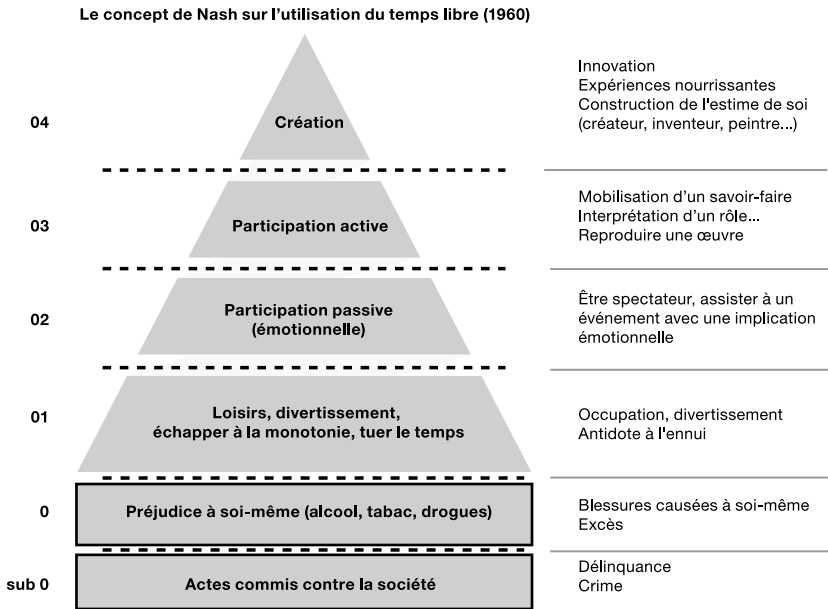 Le concept de Nash sur l'utilisation du temps libre (1960)
04
Création
Innovation
Expériences nourrissantes
Construction de l'estime de soi
(créateur, inventeur, peintre...)
03
Participation active
Mobilisation d'un savoir-faire
Interprétation d'un rôle...
Reproduire une œuvre
02
Participation passive
(émotionnelle)
Être spectateur, assister à un
événement avec une implication
émotionnelle
01
Loisirs, divertissement,
échapper à la monotonie, tuer le temps
Occupation, divertissement
Antidote à l'ennui
0
Préjudice à soi-même (alcool, tabac, drogues)
Blessures causées à soi-même
Excès
sub 0
Actes commis contre la société
Délinquance
Crime